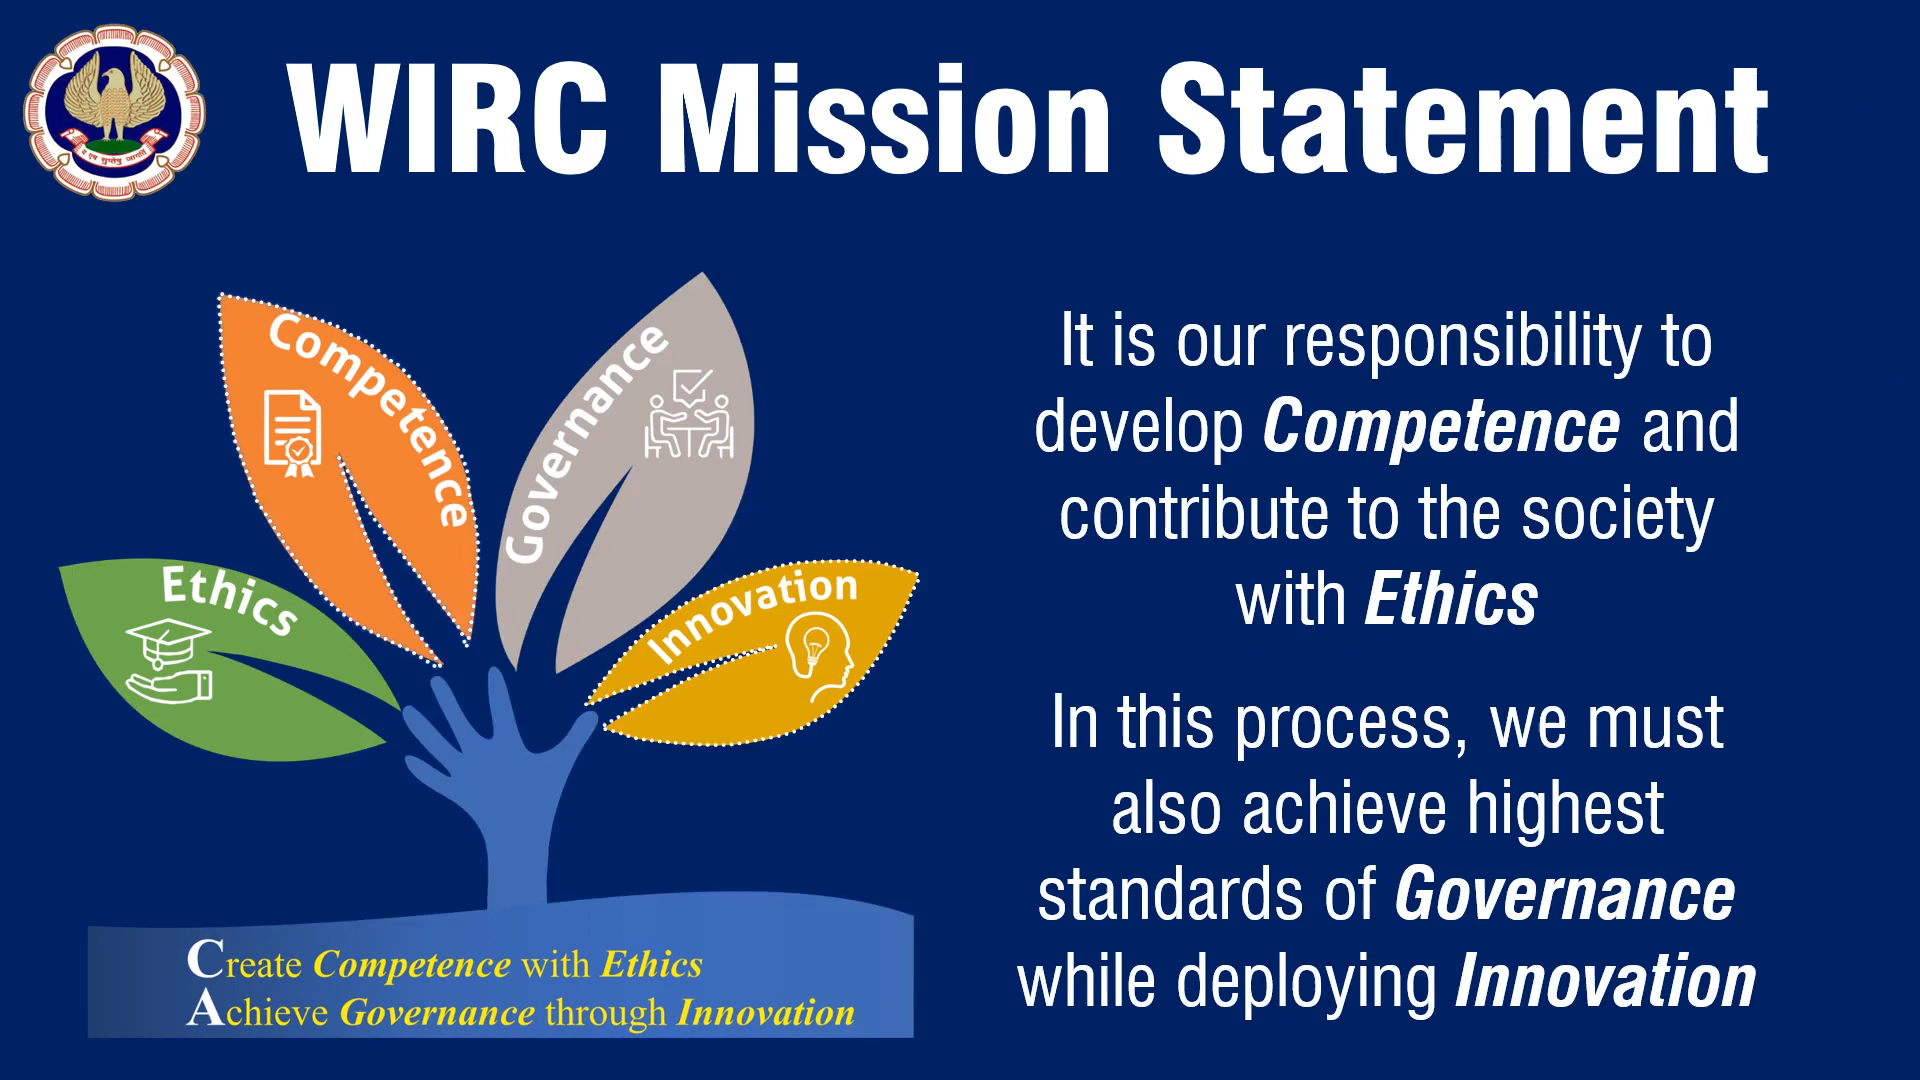 WIRC Mission Statement
य एष सुप्तेषु जागर्ति
Competence
Governance
Ethics
Innovation
Create Competence with Ethics
Achieve Governance through Innovation
It is our responsibility to
develop Competence and
contribute to the society
with Ethics
In this process, we must
also achieve highest
standards of Governance
while deploying Innovation